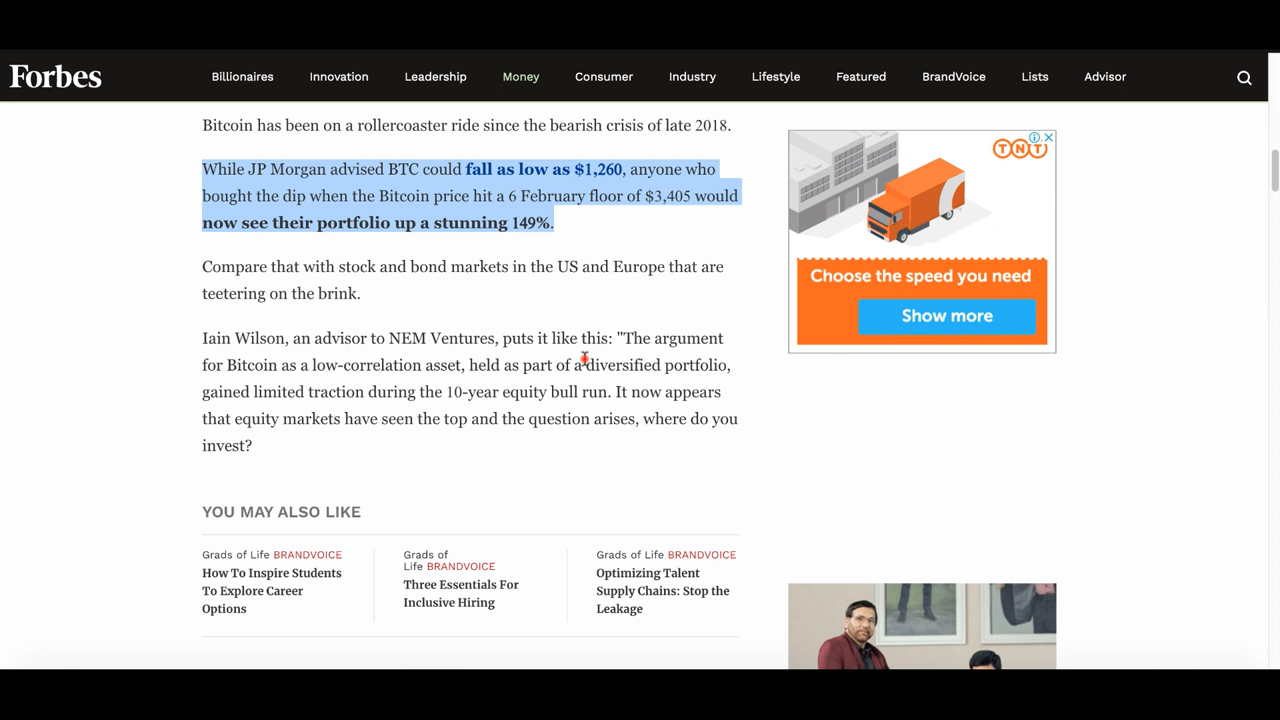 Forbes
Billionaires Innovation Leadership Money Consumer Industry Lifestyle Featured BrandVoice Lists Advisor
Bitcoin has been on a rollercoaster ride since the bearish crisis of late 2018.
While JP Morgan advised BTC could fall as low as $1,260, anyone who
bought the dip when the Bitcoin price hit a 6 February floor of $3,405 would
now see their portfolio up a stunning 149%.
Compare that with stock and bond markets in the US and Europe that are
teetering on the brink.
Iain Wilson, an advisor to NEM Ventures, puts it like this: "The argument
for Bitcoin as a low-correlation asset, held as part of a diversified portfolio,
gained limited traction during the 10-year equity bull run. It now appears
that equity markets have seen the top and the question arises, where do you
invest?
YOU MAY ALSO LIKE
Grads of Life BRANDVOICE
How To Inspire Students
To Explore Career
Options
Grads of
Life BRANDVOICE
Three Essentials For
Inclusive Hiring
Grads of Life BRANDVOICE
Optimizing Talent
Supply Chains: Stop the
Leakage
TNT
Choose the speed you need
Show more